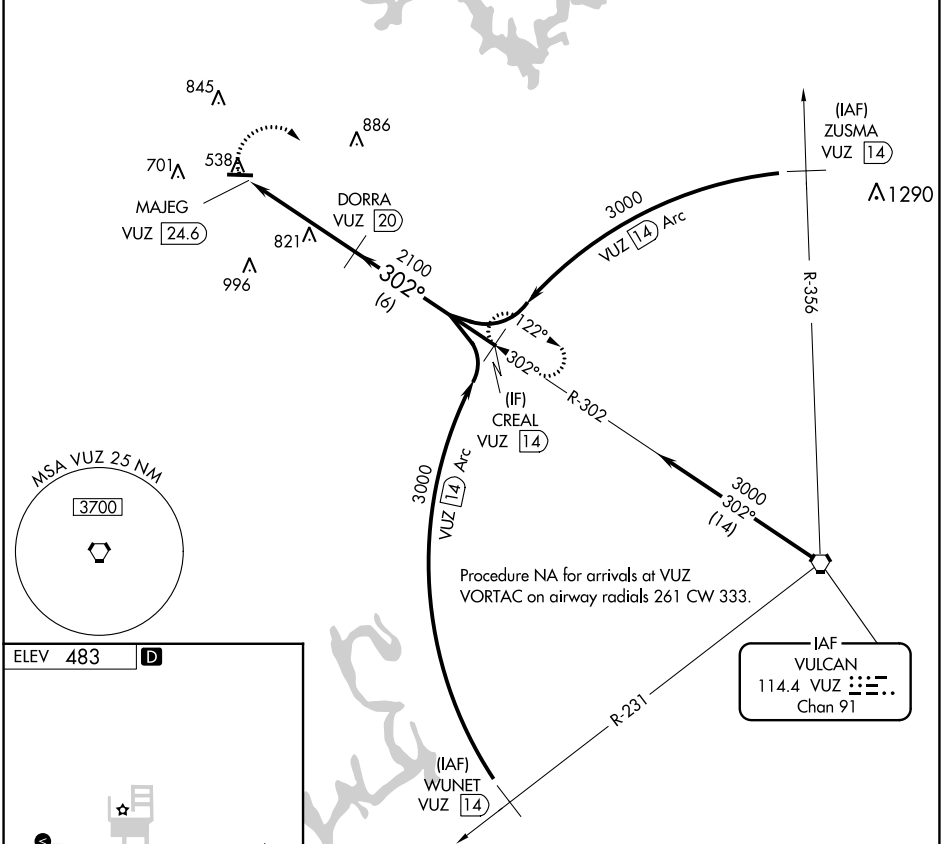 845
886
701
538
MAJEG
VUZ 24.6
DORRA
VUZ 20
821
996
2100
302°
(6)
(IAF)
ZUSMA
VUZ 14
1290
3000
VUZ 14 Arc
R-356
122°
302°
R-302
(IF)
CREAL
VUZ 14
3000
VUZ 14 Arc
3000
302°
(14)
MSA VUZ 25 NM
3700
Procedure NA for arrivals at VUZ
VORTAC on airway radials 261 CW 333.
IAF
VULCAN
114.4 VUZ
Chan 91
R-231
(IAF)
WUNET
VUZ 14
ELEV 483 D